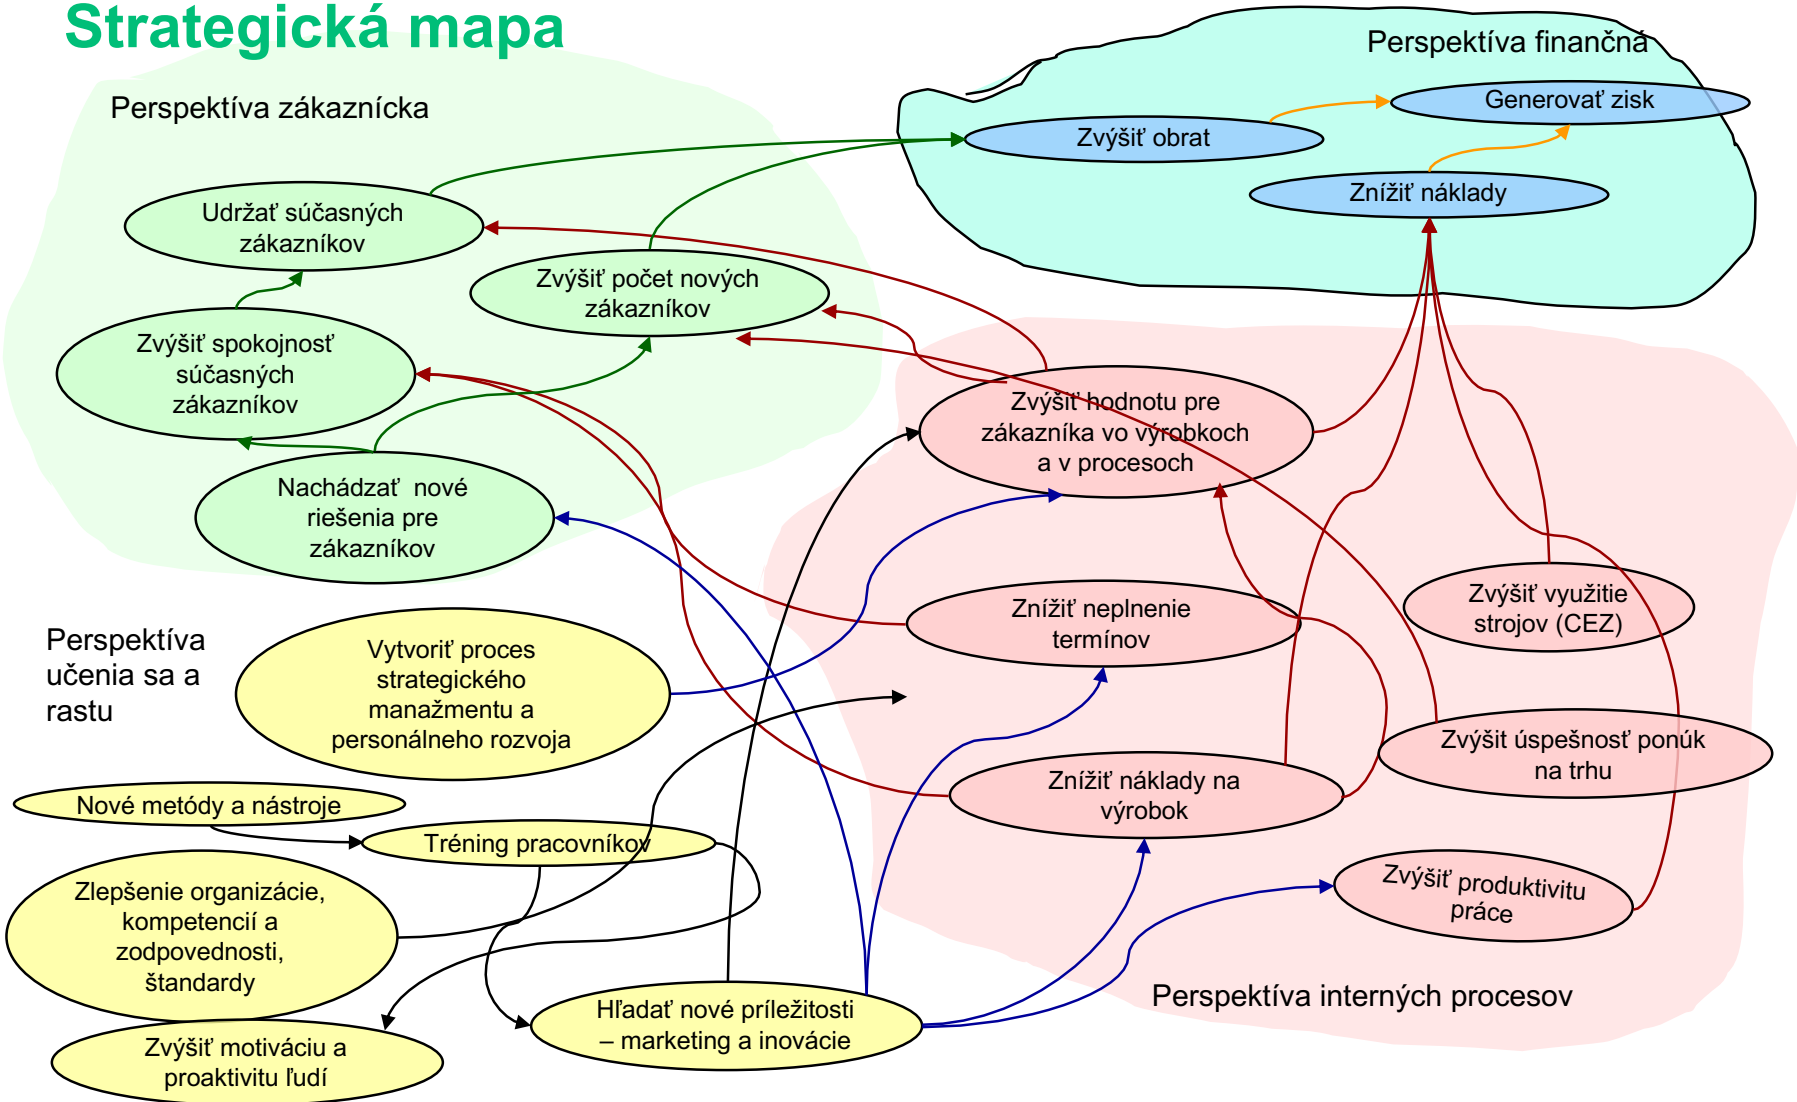 Strategická mapa
Perspektíva finančná
Perspektíva zákaznícka
Generovať zisk
Zvýšiť obrat
Znížiť náklady
Udržať súčasných
zákazníkov
Zvýšiť počet nových
zákazníkov
Zvýšiť spokojnosť
súčasných
zákazníkov
Nachádzať nové
riešenia pre
zákazníkov
Zvýšiť hodnotu pre
zákazníka vo výrobkoch
a v procesoch
Znížiť neplnenie
termínov
Zvýšiť využitie
strojov (CEZ)
Zvýšit úspešnosť ponúk
na trhu
Znížiť náklady na
výrobok
Zvýšiť produktivitu
práce
Perspektíva interných procesov
Perspektíva
učenia sa a
rastu
Vytvoriť proces
strategického
manažmentu a
personálneho rozvoja
Nové metódy a nástroje
Tréning pracovníkov
Zlepšenie organizácie,
kompetencií a
zodpovednosti,
štandardy
Hľadať nové príležitosti
– marketing a inovácie
Zvýšiť motiváciu a
proaktivitu ľudí